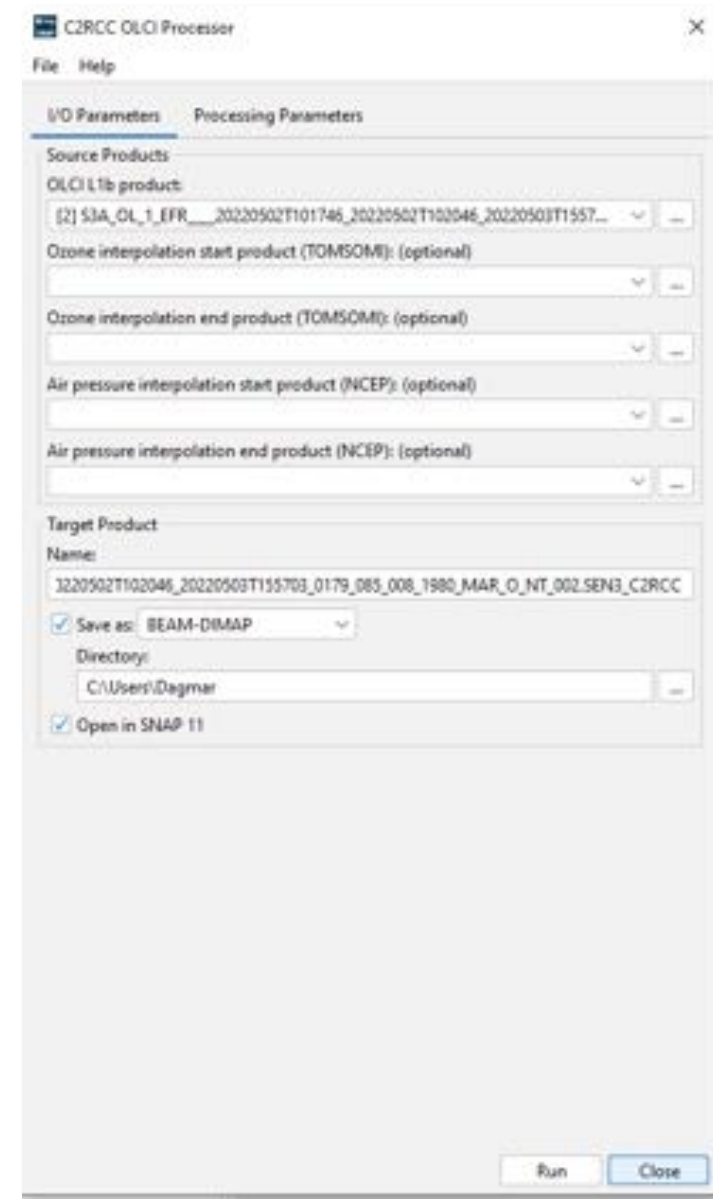 C2RCC OLCI Processor
File Help
I/O Parameters Processing Parameters
Source Products
OLCI L1b product:
[2] S3A_OL_1_EFR____20220502T101746_20220502T102046_20220503T1557... ...
Ozone interpolation start product (TOMSOMI): (optional)
...
Ozone interpolation end product (TOMSOMI): (optional)
...
Air pressure interpolation start product (NCEP): (optional)
...
Air pressure interpolation end product (NCEP): (optional)
...
Target Product
Name:
)220502T102046_20220503T155703_0179_085_008_1980_MAR_O_NT_002.SEN3_C2RCC
Save as: BEAM-DIMAP
Directory:
C:\Users\Dagmar ...
Open in SNAP 11
Run Close